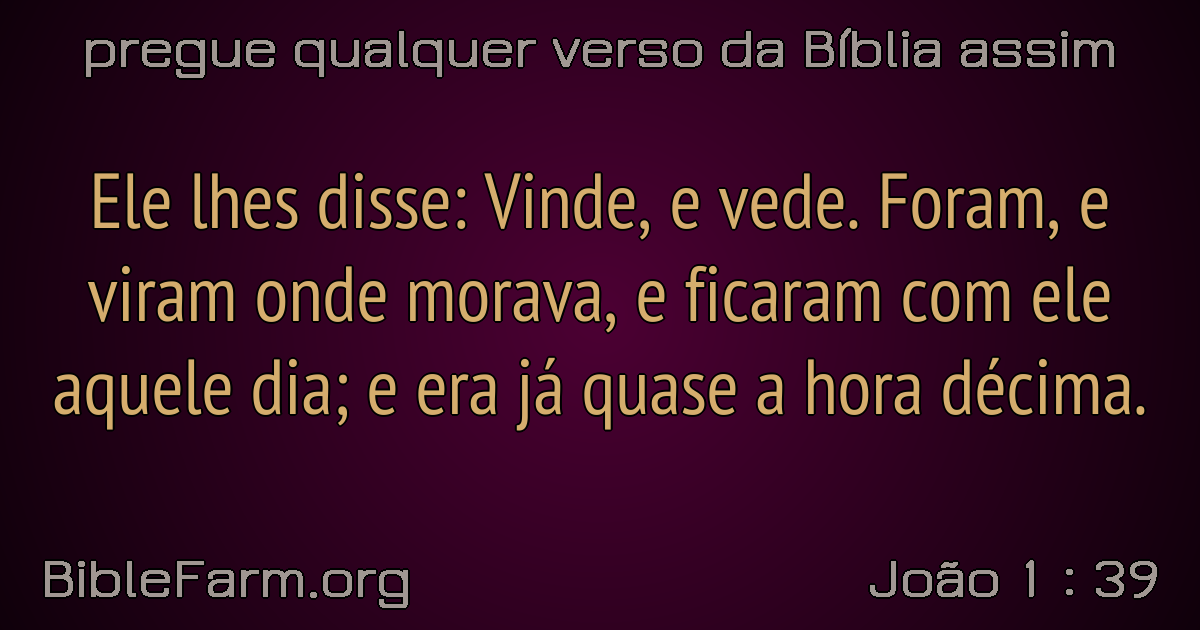 pregue qualquer verso da Bíblia assim
Ele lhes disse: Vinde, e vede. Foram, e
viram onde morava, e ficaram com ele
aquele dia; e era já quase a hora décima.
BibleFarm.org
João 1 : 39